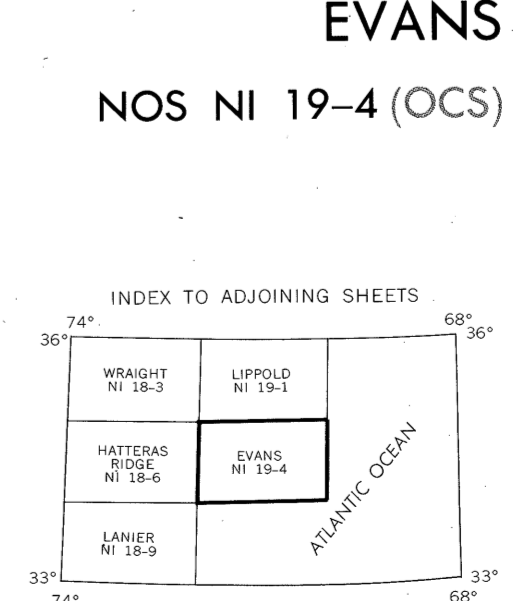 EVANS
NOS NI 19–4 (OCS)
INDEX TO ADJOINING SHEETS
74°
68°
36°
36°
WRAIGHT
NI 18-3
LIPPOLD
NI 19-1
HATTERAS
RIDGE
NI 18-6
EVANS
NI 19-4
ATLANTIC OCEAN
LANIER
NI 18-9
33°
33°
74°
68°